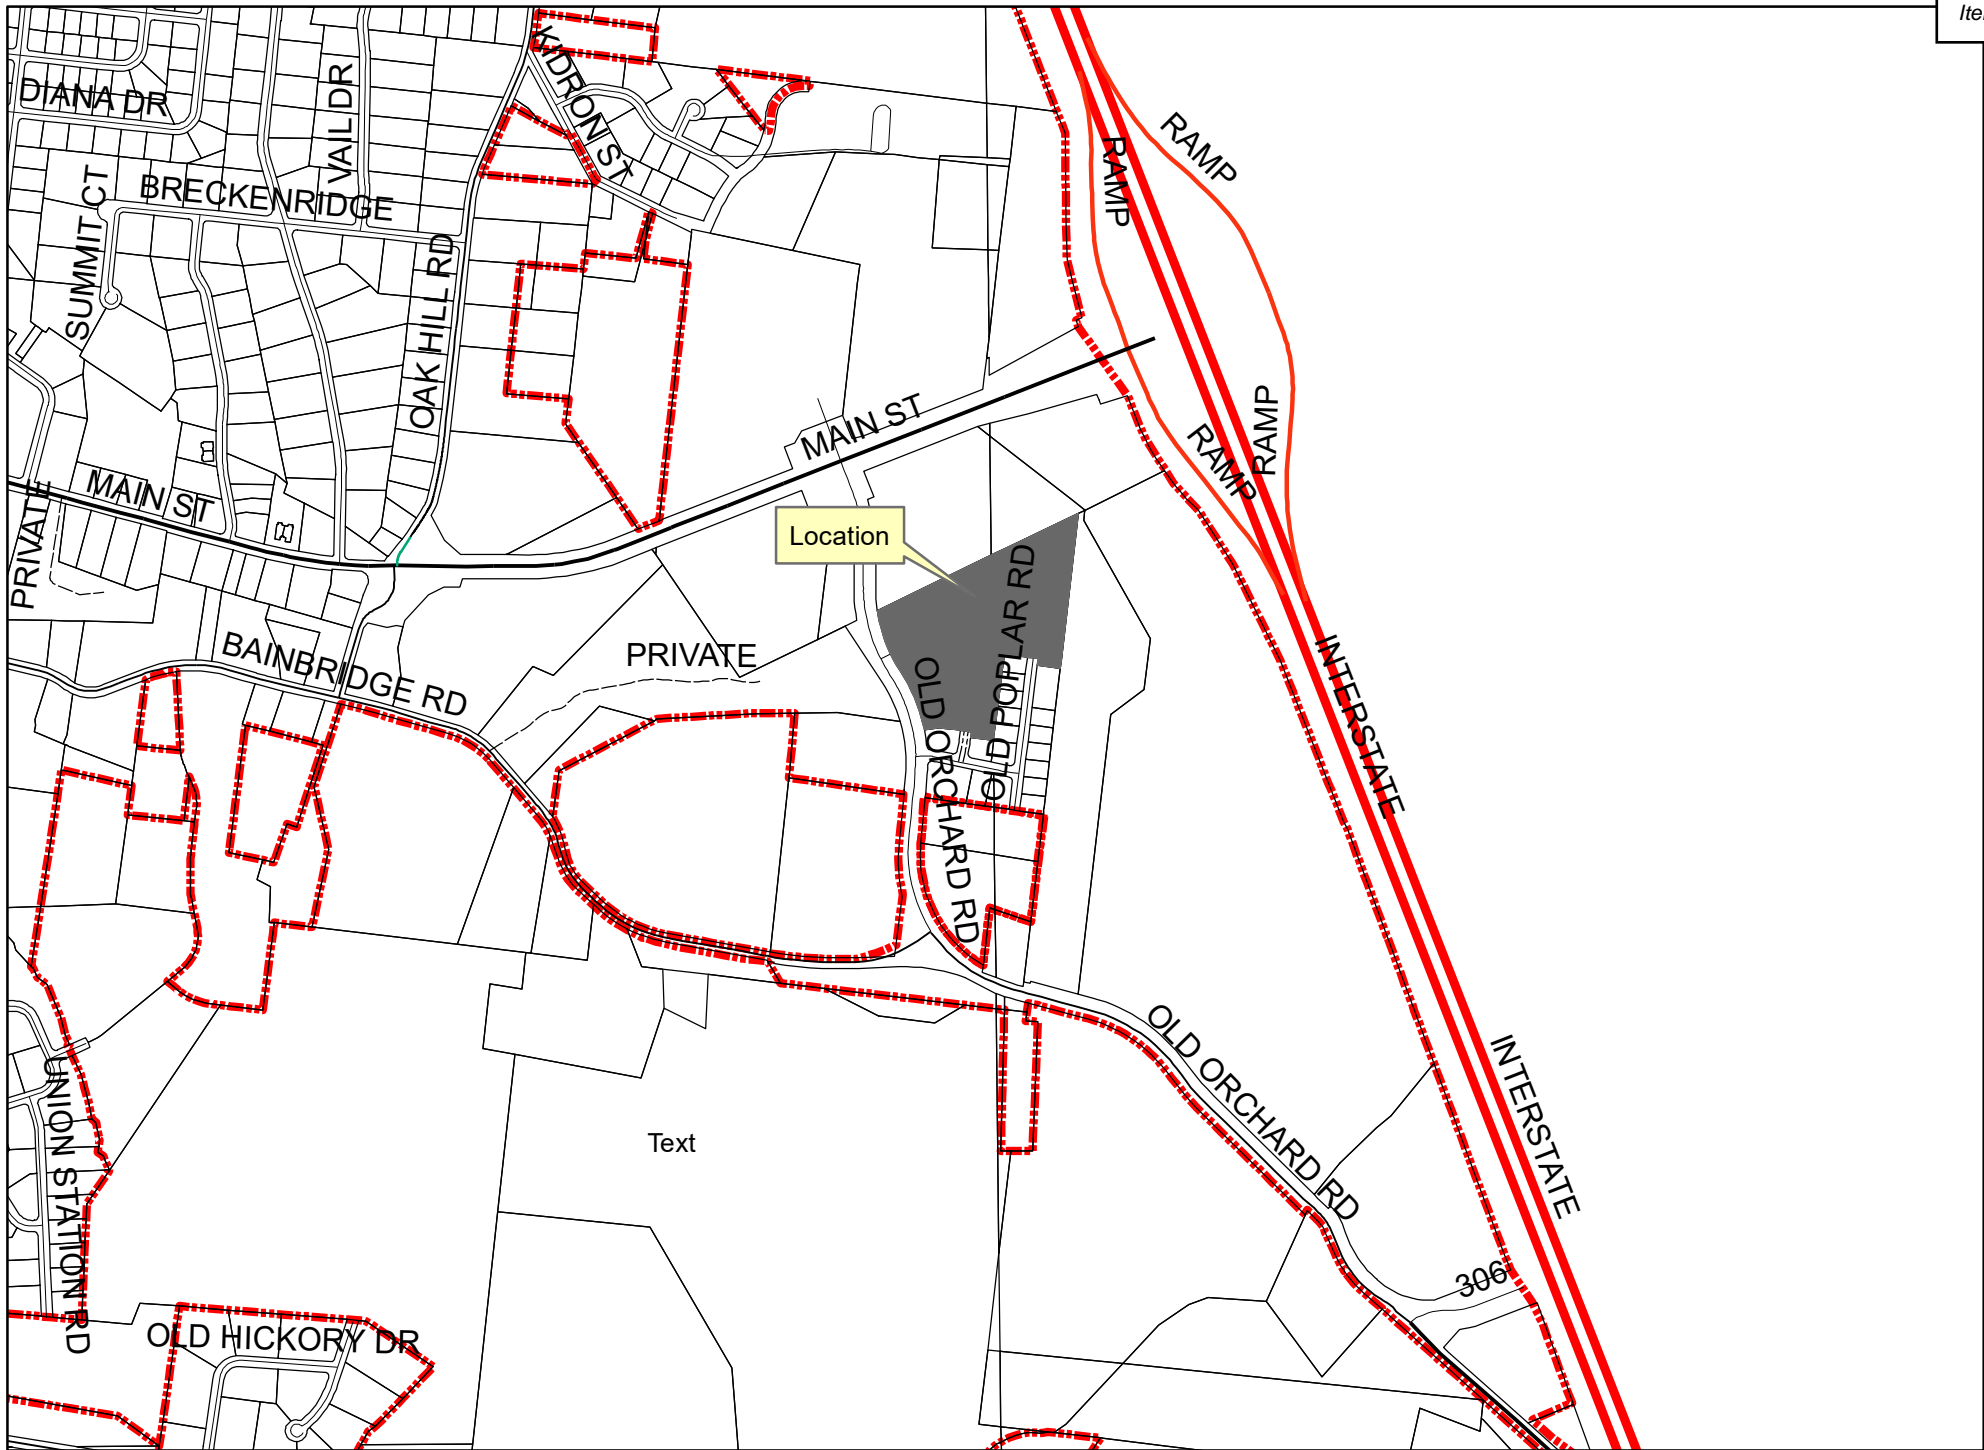 Ite
KIDRON ST
DIANA DR
VAIL DR
RAMP
RAMP
BRECKENRIDGE
SUMMIT CT
OAK HILL RD
MAIN ST
RAMP
RAMP
MAIN ST
PRIVATE
Location
OLD POPLAR RD
BAINBRIDGE RD
PRIVATE
OLD ORCHARD RD
INTERSTATE
OLD ORCHARD RD
INTERSTATE
UNION STATION RD
Text
306
OLD HICKORY DR